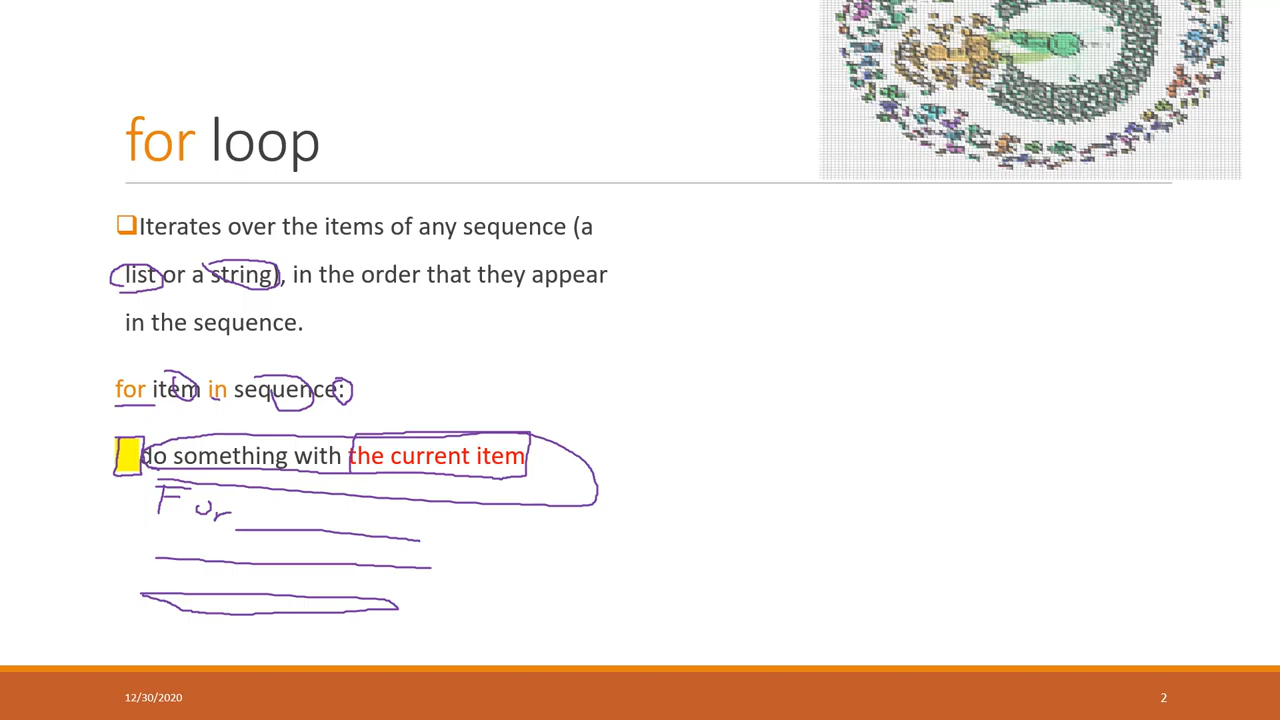 for loop
Iterates over the items of any sequence (a
list or a string), in the order that they appear
in the sequence.
for item in sequence:
do something with the current item
For
12/30/2020
2